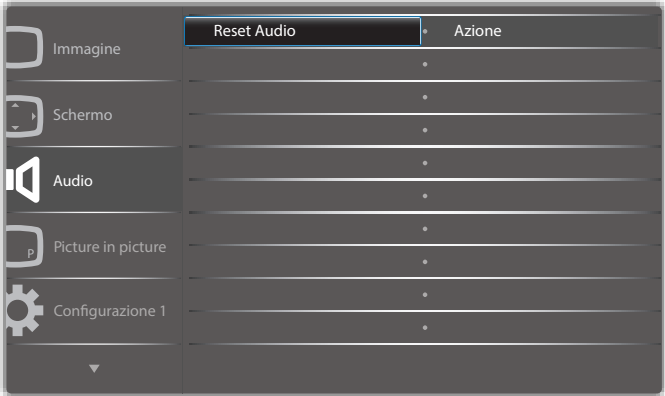 Reset Audio
Azione
Immagine
Schermo
Audio
Picture in picture
P
Configurazione 1